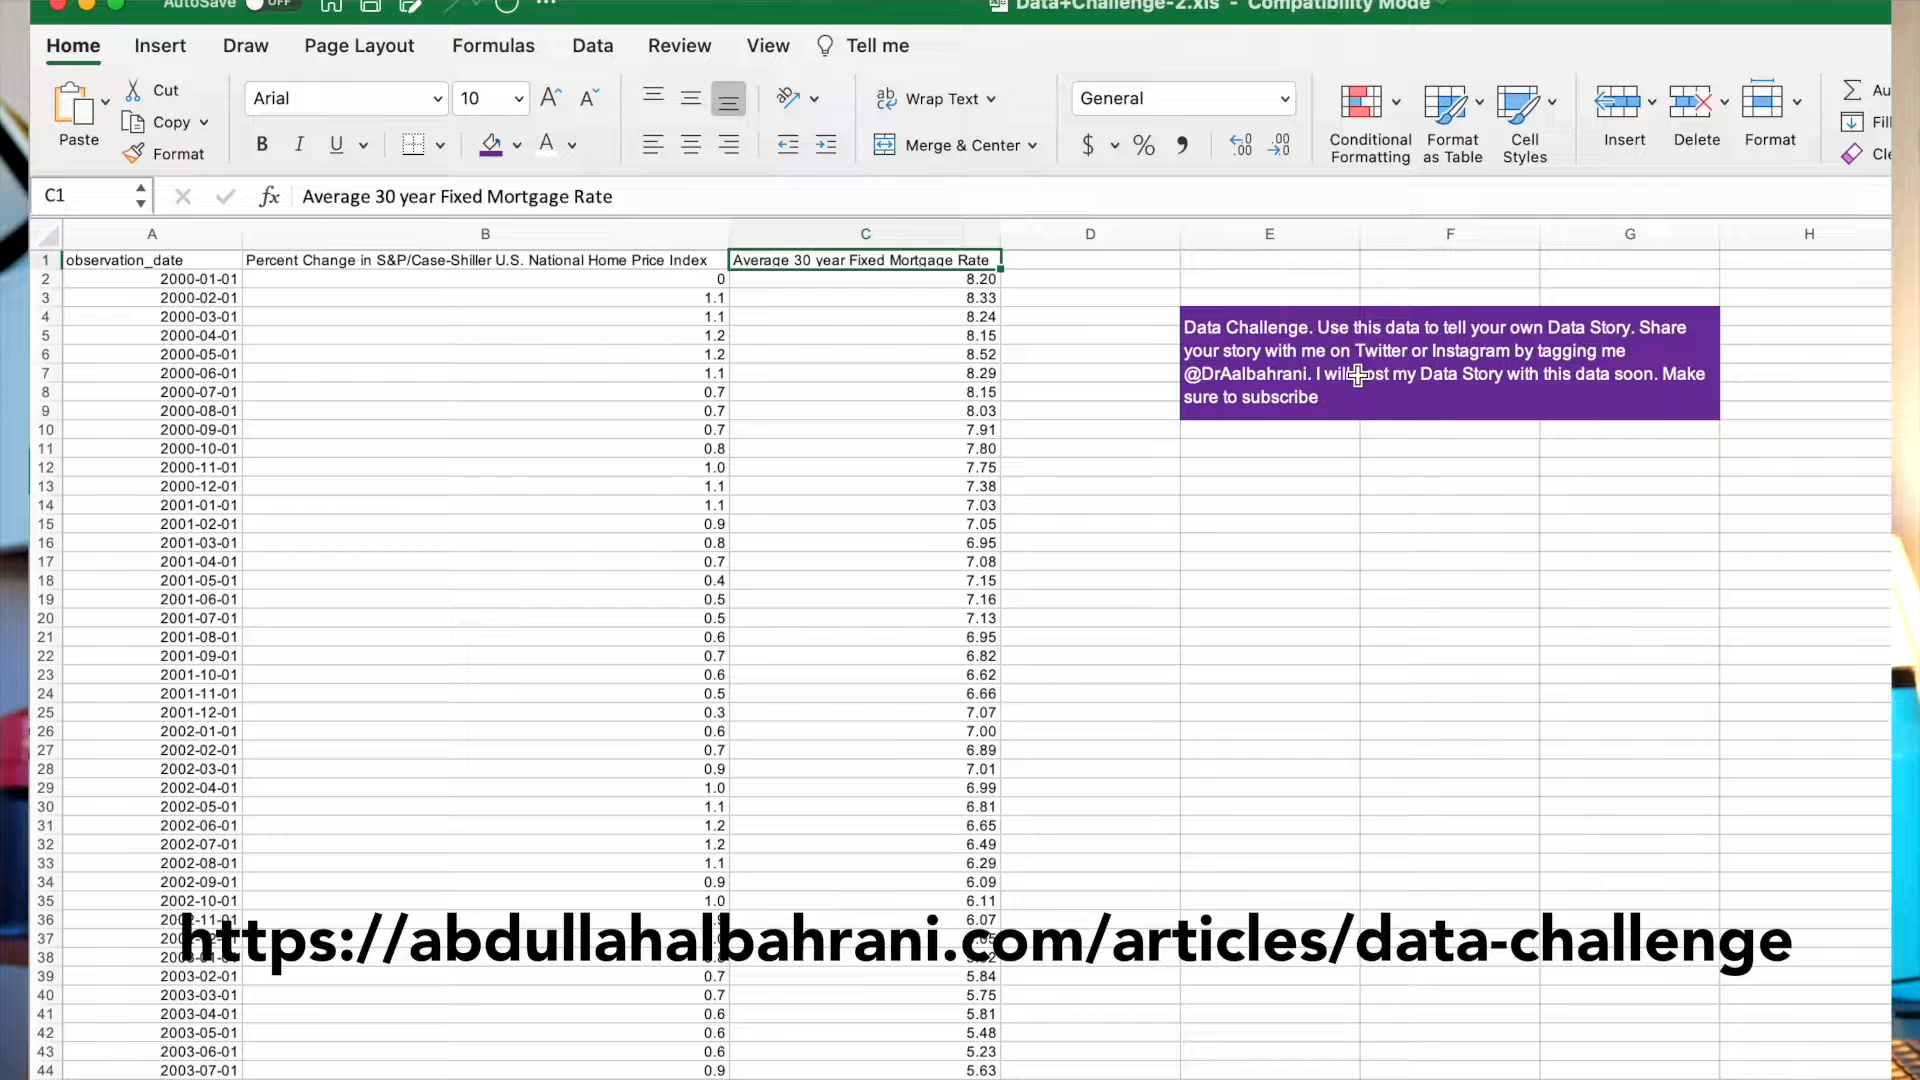 AutoSave OFF Data+Challenge-2.xls - Compatibility Mode
Home Insert Draw Page Layout Formulas Data Review View Tell me
Paste Cut Copy Format
Arial 10 A A
B I U A
ab Wrap Text
Merge & Center
General
$ % 9
Conditional Formatting
Format as Table
Cell Styles
Insert Delete Format
C1 fx Average 30 year Fixed Mortgage Rate
A B C D E F G H
1 observation_date Percent Change in S&P/Case-Shiller U.S. National Home Price Index Average 30 year Fixed Mortgage Rate
2 2000-01-01 0 8.20
3 2000-02-01 1.1 8.33
4 2000-03-01 1.1 8.24
5 2000-04-01 1.2 8.15
6 2000-05-01 1.2 8.52
7 2000-06-01 1.1 8.29
8 2000-07-01 0.7 8.15
9 2000-08-01 0.7 8.03
10 2000-09-01 0.7 7.91
11 2000-10-01 0.8 7.80
12 2000-11-01 1.0 7.75
13 2000-12-01 1.1 7.38
14 2001-01-01 1.1 7.03
15 2001-02-01 0.9 7.05
16 2001-03-01 0.8 6.95
17 2001-04-01 0.7 7.08
18 2001-05-01 0.4 7.15
19 2001-06-01 0.5 7.16
20 2001-07-01 0.5 7.13
21 2001-08-01 0.6 6.95
22 2001-09-01 0.7 6.82
23 2001-10-01 0.6 6.62
24 2001-11-01 0.5 6.66
25 2001-12-01 0.3 7.07
26 2002-01-01 0.6 7.00
27 2002-02-01 0.7 6.89
28 2002-03-01 0.9 7.01
29 2002-04-01 1.0 6.99
30 2002-05-01 1.1 6.81
31 2002-06-01 1.2 6.65
32 2002-07-01 1.2 6.49
33 2002-08-01 1.1 6.29
34 2002-09-01 0.9 6.09
35 2002-10-01 1.0 6.11
36 2002-11-01 6.07
37
38
39 2003-02-01 0.7 5.84
40 2003-03-01 0.7 5.75
41 2003-04-01 0.6 5.81
42 2003-05-01 0.6 5.48
43 2003-06-01 0.6 5.23
44 2003-07-01 0.9 5.63
Data Challenge. Use this data to tell your own Data Story. Share
your story with me on Twitter or Instagram by tagging me
@DrAalbahrani. I will post my Data Story with this data soon. Make
sure to subscribe
https://abdullahalbahrani.com/articles/data-challenge